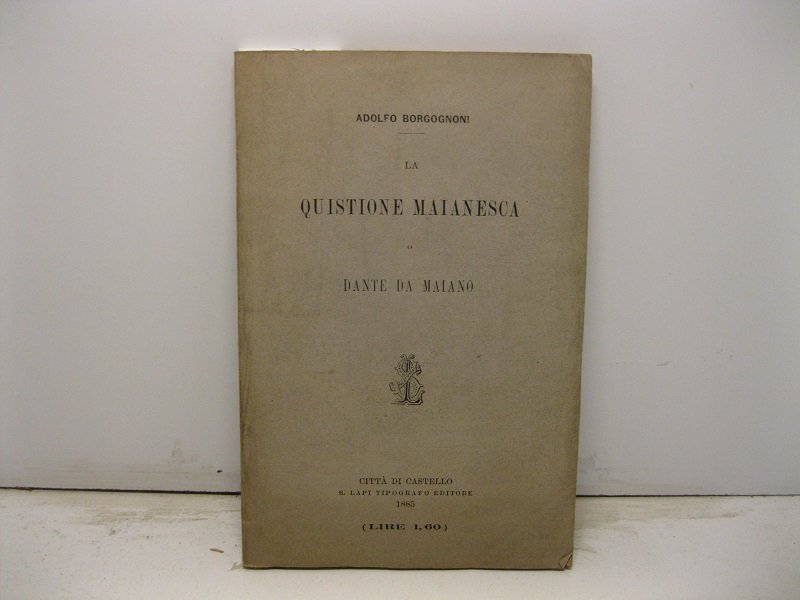 ADOLFO BORGOGNONI
LA
QUISTIONE MAIANESCA
O
DANTE DA MAIANO
CITTÀ DI CASTELLO
S. LAPI TIPOGRAFO EDITORE
1885
(LIRE 1,60)